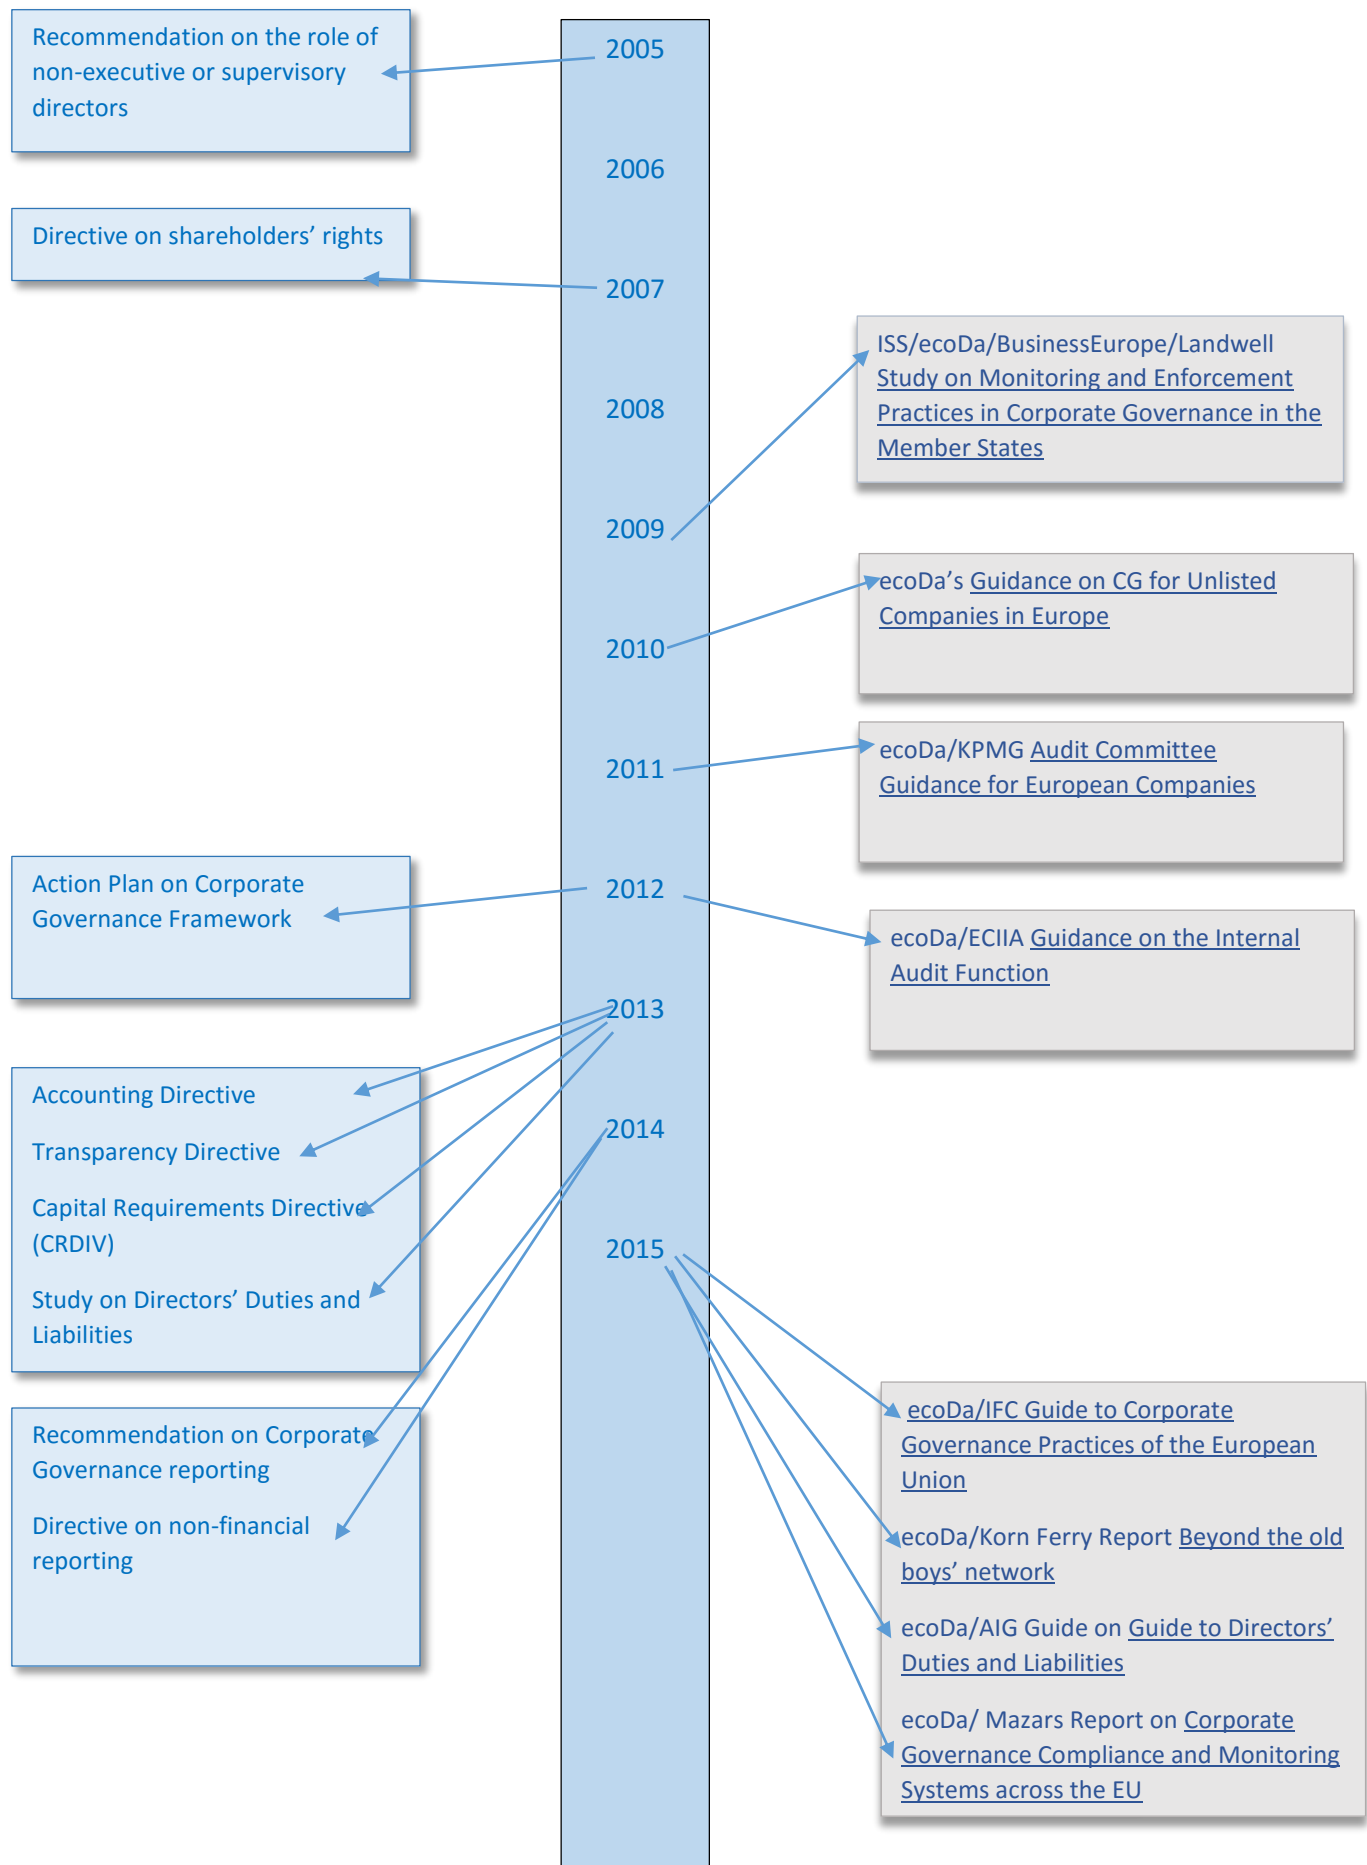 Recommendation on the role of
non-executive or supervisory
directors
2005
2006
Directive on shareholders’ rights
2007
ISS/ecoDa/BusinessEurope/Landwell
Study on Monitoring and Enforcement
Practices in Corporate Governance in the
Member States
2008
2009
ecoDa’s Guidance on CG for Unlisted
Companies in Europe
2010
ecoDa/KPMG Audit Committee
Guidance for European Companies
2011
Action Plan on Corporate
Governance Framework
2012
ecoDa/ECIIA Guidance on the Internal
Audit Function
2013
Accounting Directive
Transparency Directive
Capital Requirements Directive
(CRDIV)
Study on Directors’ Duties and
Liabilities
2014
2015
Recommendation on Corporate
Governance reporting
Directive on non-financial
reporting
ecoDa/IFC Guide to Corporate
Governance Practices of the European
Union
ecoDa/Korn Ferry Report Beyond the old
boys’ network
ecoDa/AIG Guide on Guide to Directors’
Duties and Liabilities
ecoDa/ Mazars Report on Corporate
Governance Compliance and Monitoring
Systems across the EU